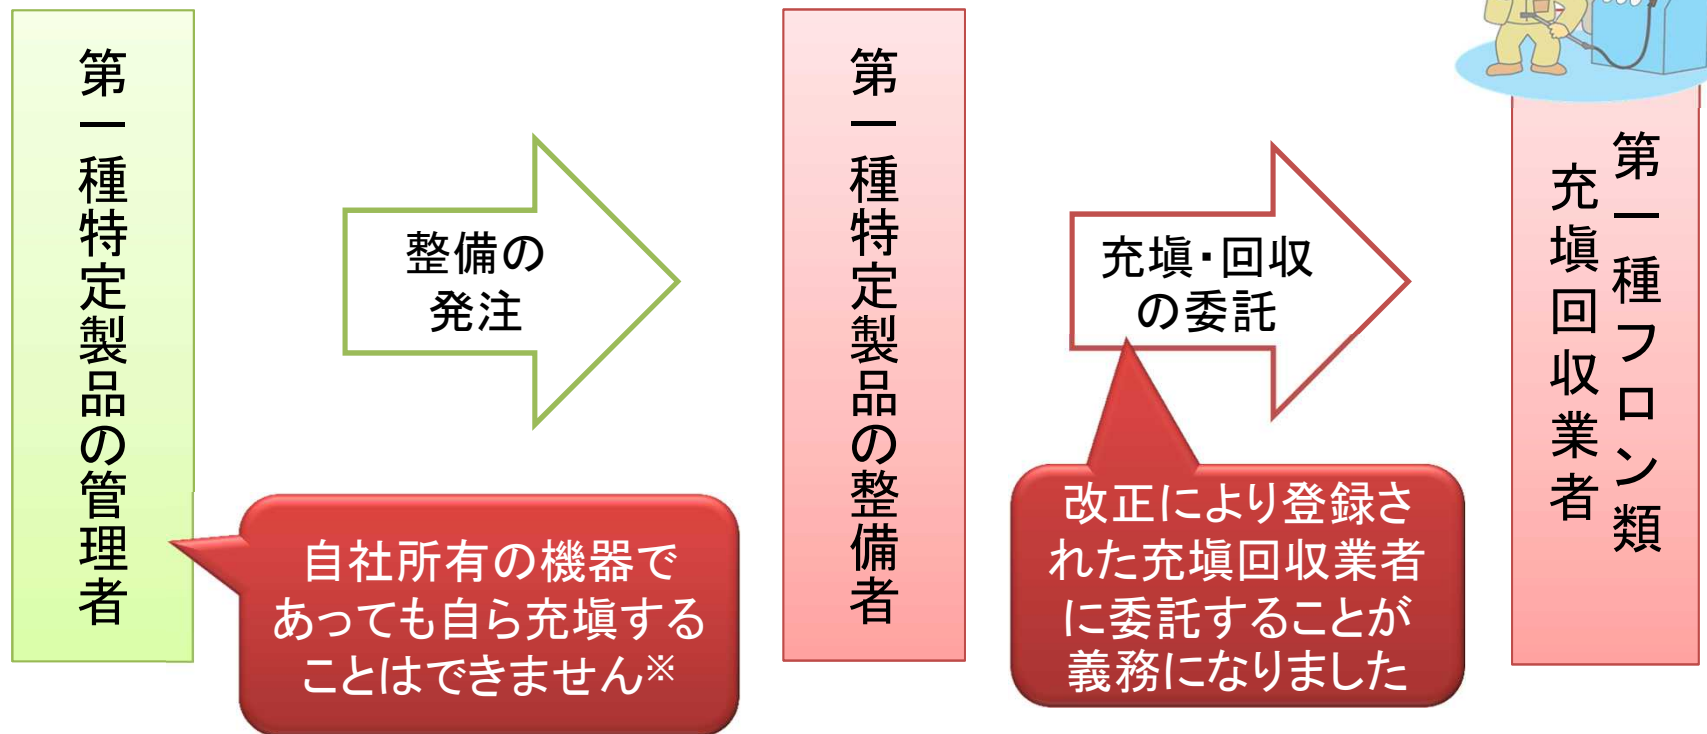 第一種特定製品の管理者
整備の
発注
自社所有の機器で
あっても自ら充塡する
ことはできません※
第一種特定製品の整備者
充塡・回収
の委託
改正により登録さ
れた充塡回収業者
に委託することが
義務になりました
第一種フロン類
充塡回収業者